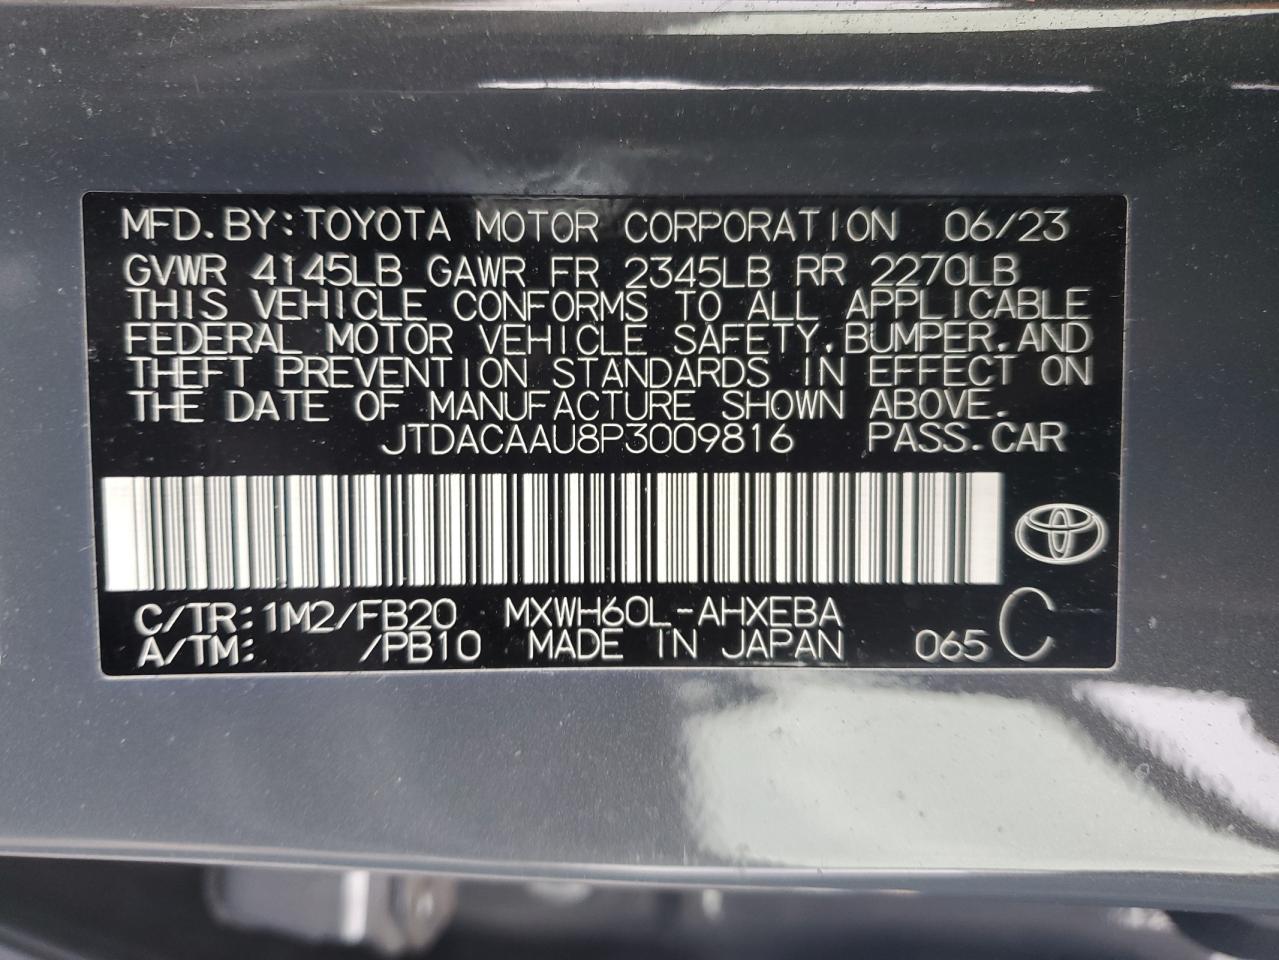 MFD.BY:TOYOTA MOTOR CORPORATION 06/23
GVWR 4145LB GAWR FR 2345LB RR 2270LB
THIS VEHICLE CONFORMS TO ALL APPLICABLE
FEDERAL MOTOR VEHICLE SAFETY,BUMPER,AND
THEFT PREVENTION STANDARDS IN EFFECT ON
THE DATE OF MANUFACTURE SHOWN ABOVE.
JTDACAAU8P3009816 PASS.CAR
C/TR:1M2/FB20 MXWH60L-AHXEBA
A/TM: /PB10 MADE IN JAPAN 065 C